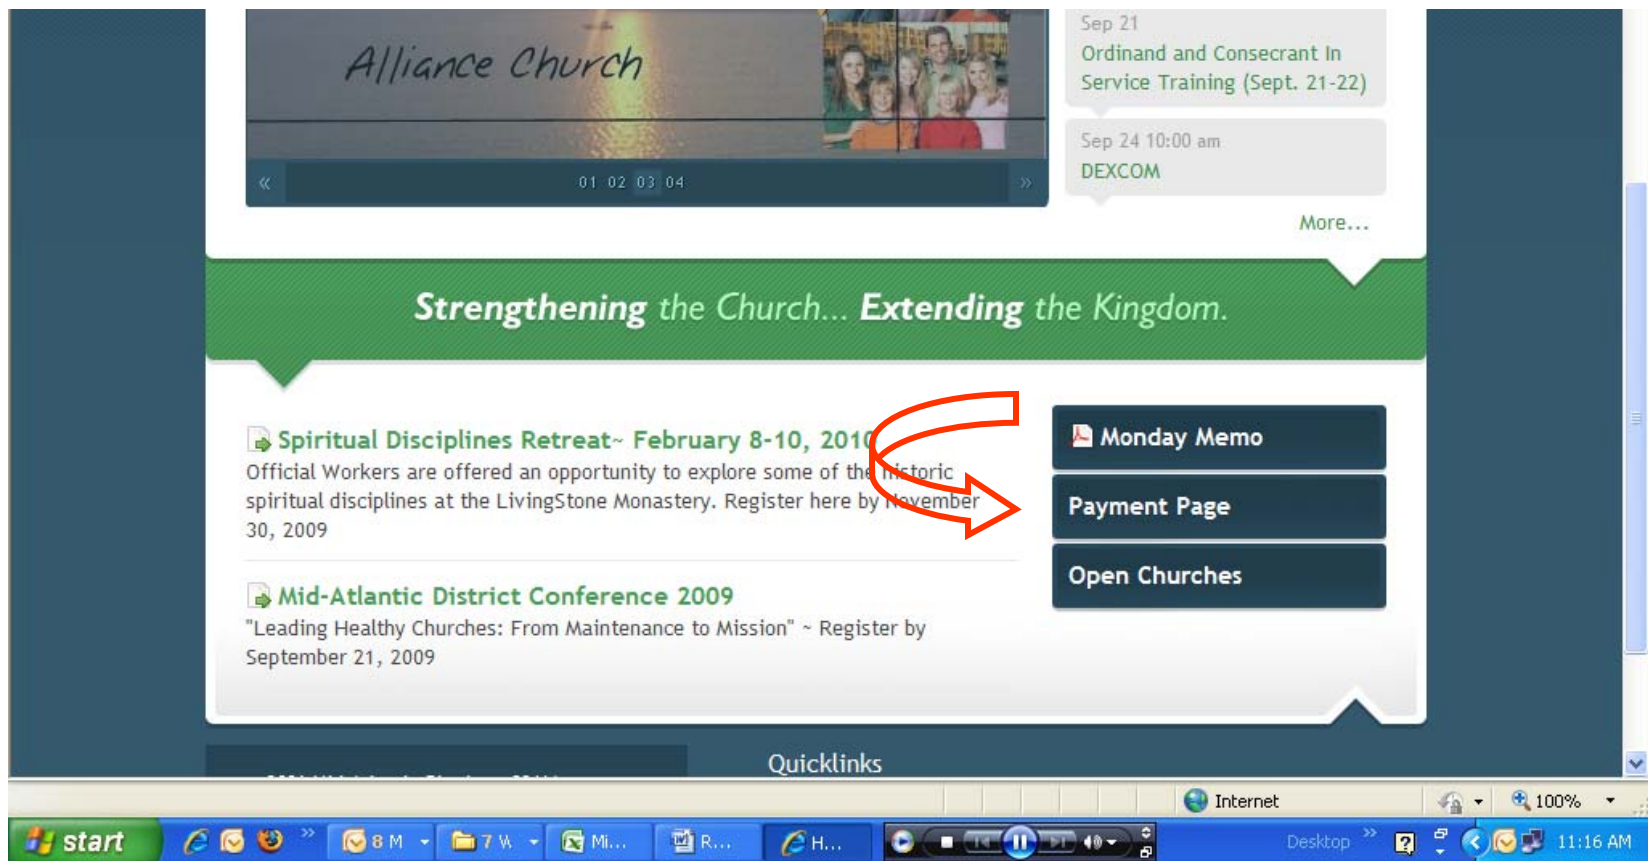 Alliance Church
01 02 03 04
Sep 21
Ordinand and Consecrant In
Service Training (Sept. 21-22)
Sep 24 10:00 am
DEXCOM
More...
Strengthening the Church... Extending the Kingdom.
Spiritual Disciplines Retreat~ February 8-10, 2010
Official Workers are offered an opportunity to explore some of the historic
spiritual disciplines at the LivingStone Monastery. Register here by November
30, 2009
Mid-Atlantic District Conference 2009
"Leading Healthy Churches: From Maintenance to Mission" ~ Register by
September 21, 2009
Monday Memo
Payment Page
Open Churches
Quicklinks
Internet
100%
start
8 M
Mi...
R...
H...
Desktop
11:16 AM